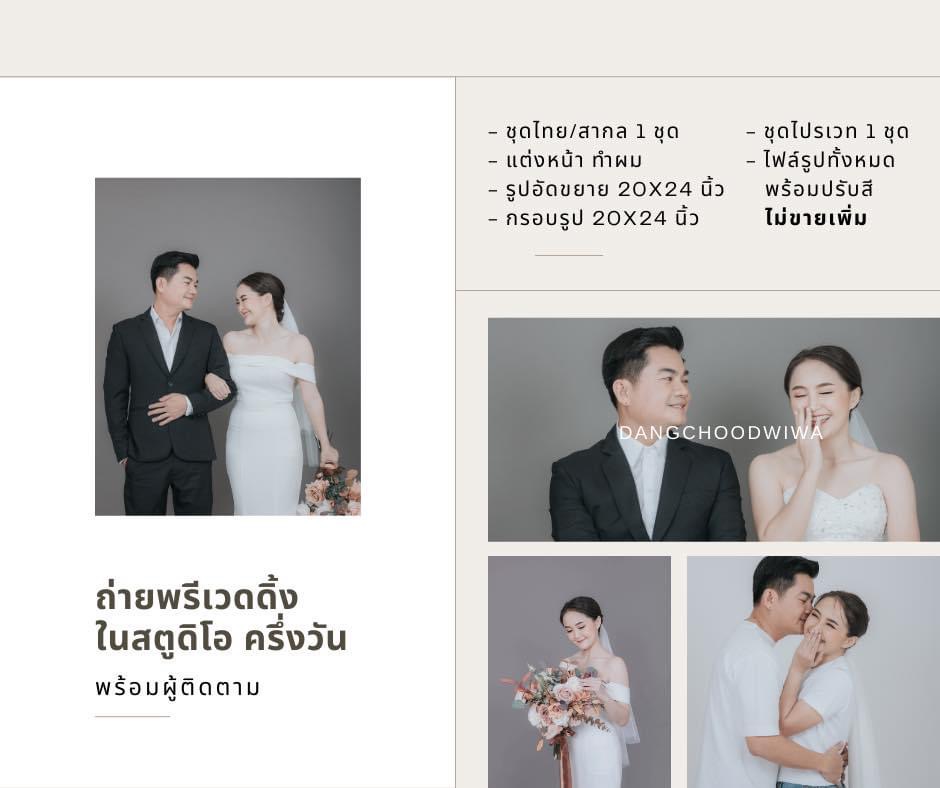 – ชุดไทย/สากล 1 ชุด
– แต่งหน้า ทำผม
– รูปอัดขยาย 20X24 นิ้ว
– กรอบรูป 20X24 นิ้ว
– ชุดไปรเวท 1 ชุด
– ไฟล์รูปทั้งหมด
พร้อมปรับสี
ไม่ขายเพิ่ม
DANGCHOODWIWA
ถ่ายพรีเวดดิ้ง
ในสตูดิโอ ครึ่งวัน
พร้อมผู้ติดตาม